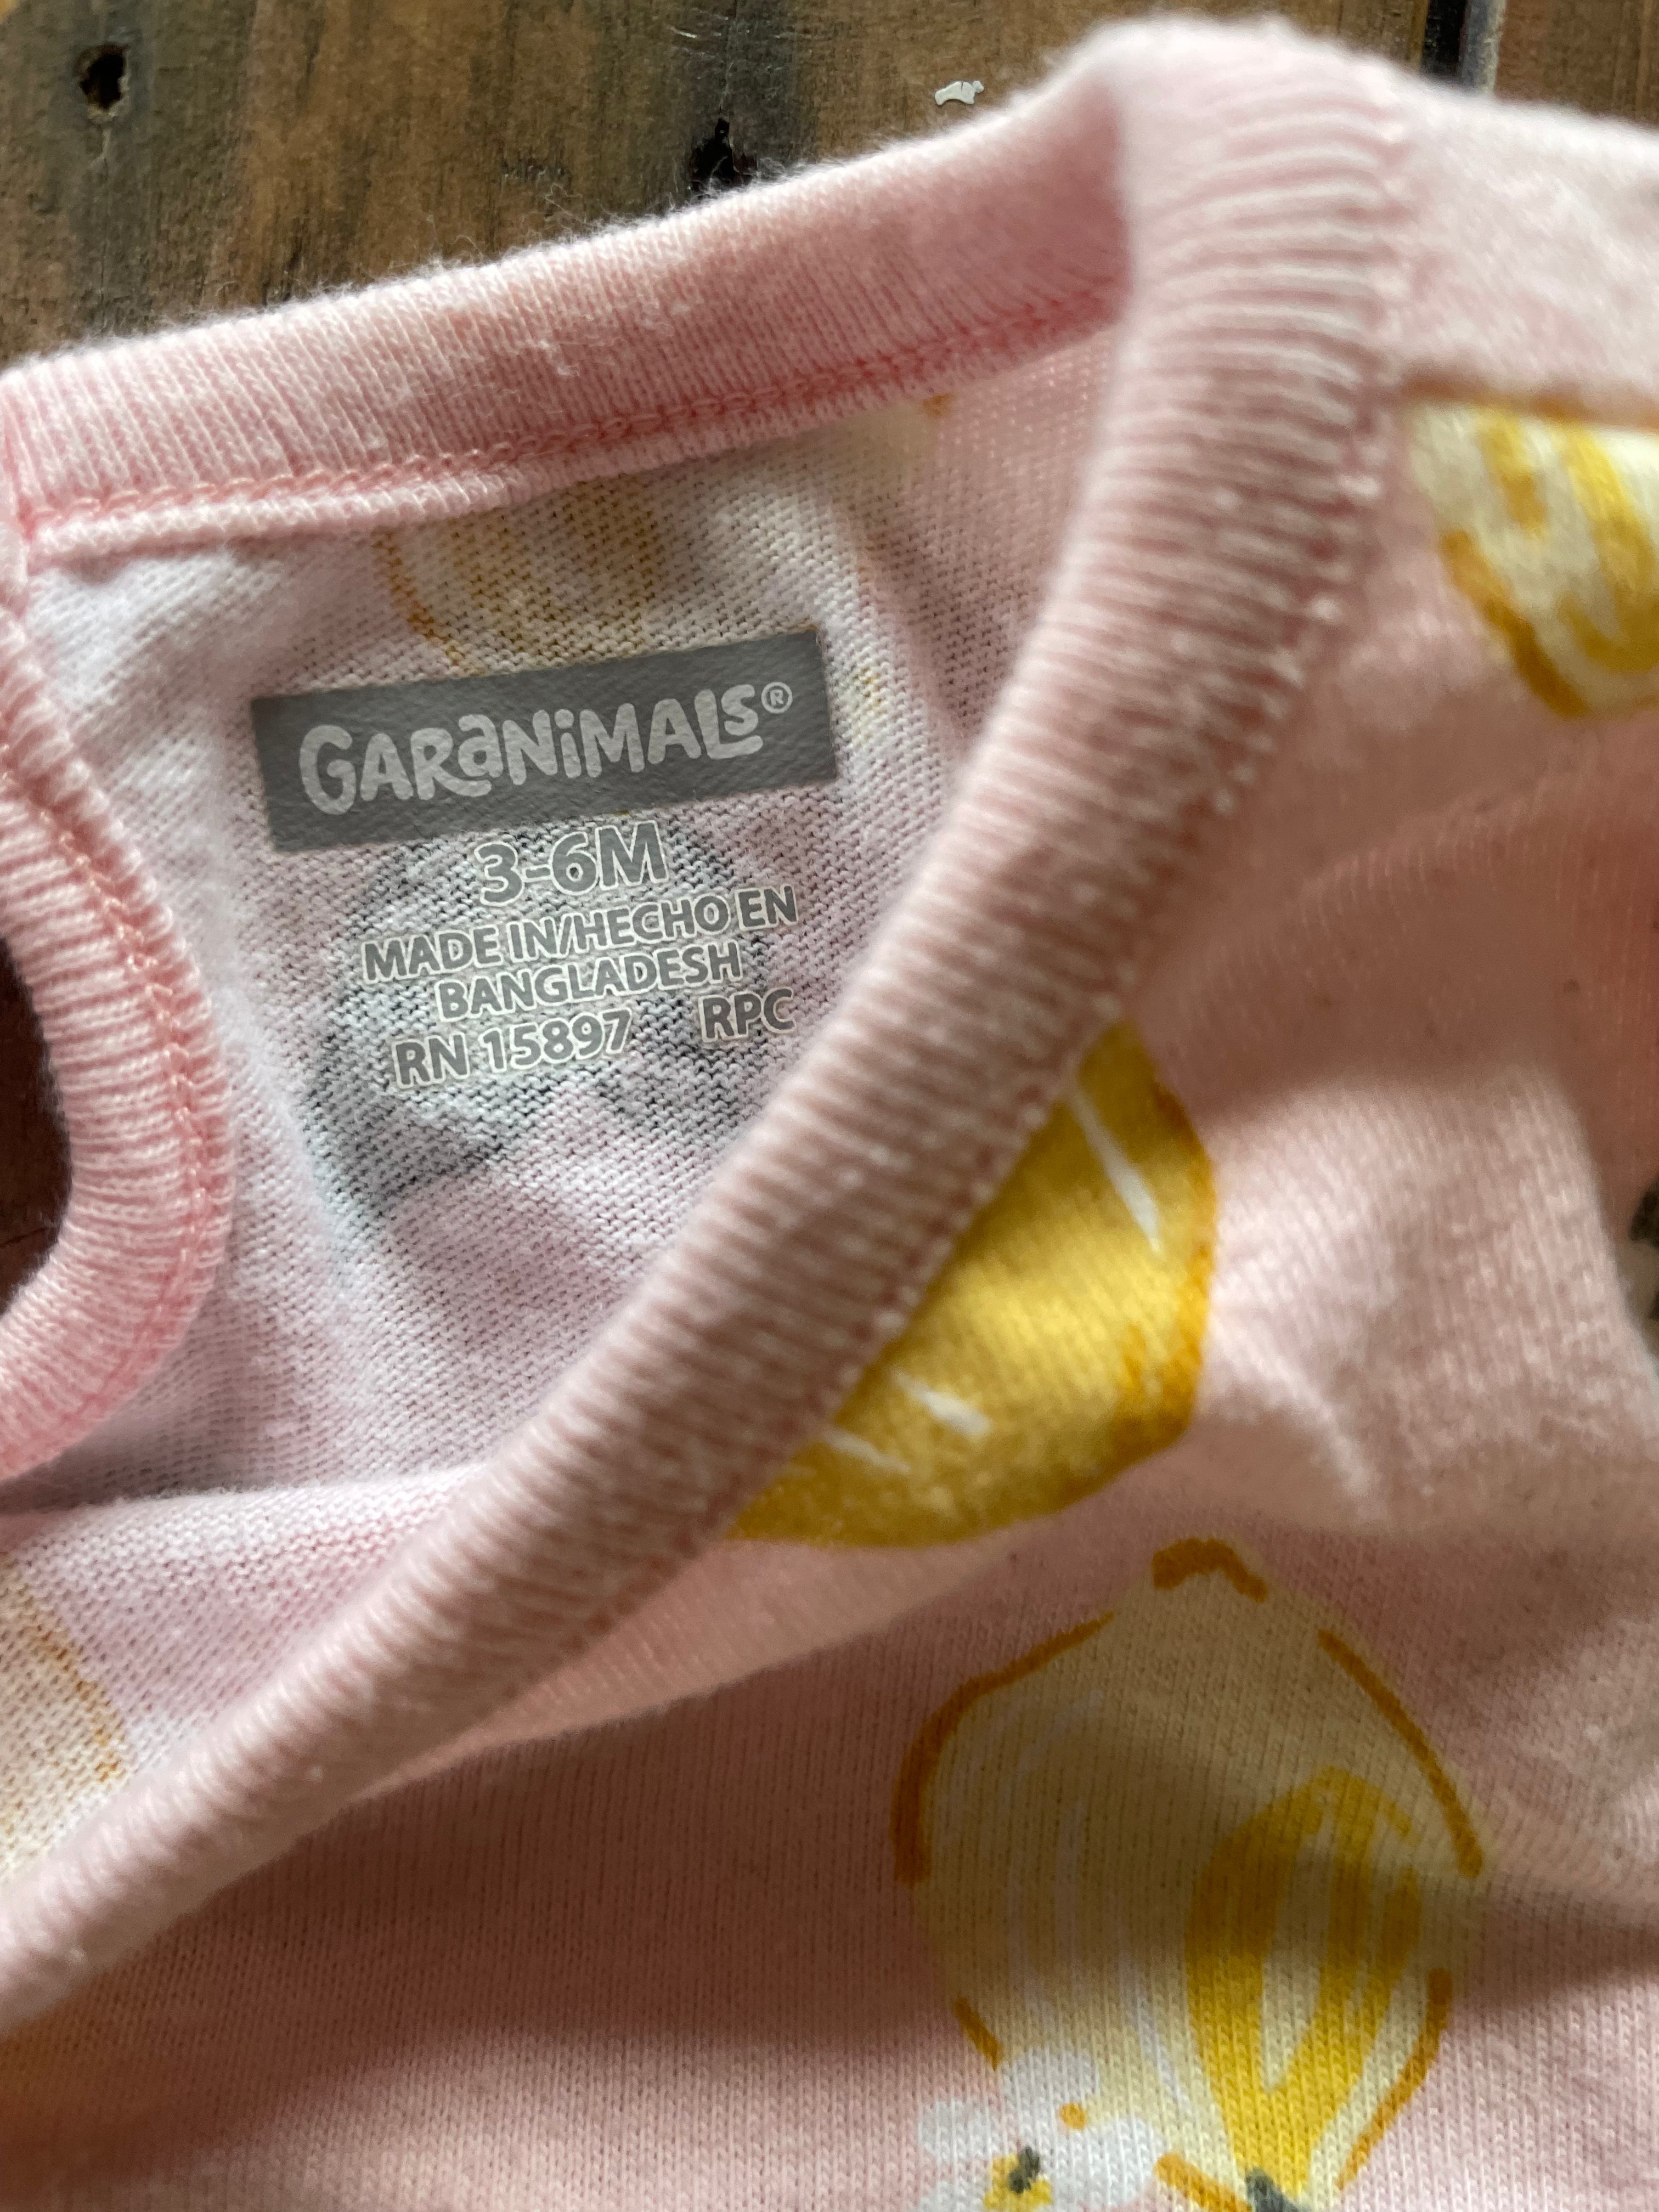 GARaNiMALS®
3-6M
MADE IN/HECHO EN
BANGLADESH
RN 15897 RPC